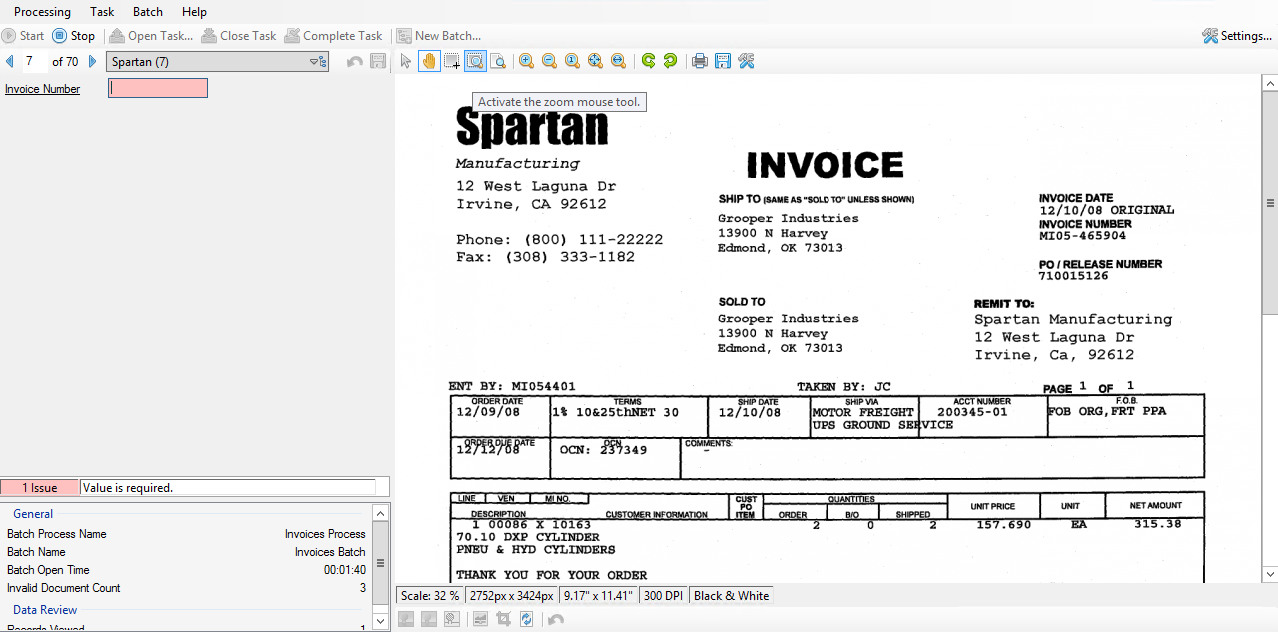 Processing Task Batch Help
Start Stop Open Task... Close Task Complete Task New Batch... Settings...
7 of 70 Spartan (7)
Invoice Number
Activate the zoom mouse tool.
Spartan
Manufacturing
12 West Laguna Dr
Irvine, CA 92612
Phone: (800) 111-22222
Fax: (308) 333-1182
INVOICE
SHIP TO (SAME AS "SOLD TO" UNLESS SHOWN)
Grooper Industries
13900 N Harvey
Edmond, OK 73013
INVOICE DATE
12/10/08 ORIGINAL
INVOICE NUMBER
MI05-465904
PO / RELEASE NUMBER
710015126
SOLD TO
Grooper Industries
13900 N Harvey
Edmond, OK 73013
REMIT TO:
Spartan Manufacturing
12 West Laguna Dr
Irvine, Ca, 92612
ENT BY: MI054401 TAKEN BY: JC PAGE 1 OF 1
ORDER DATE TERMS SHIP DATE SHIP VIA ACCT NUMBER F.O.B.
12/09/08 1% 10&25thNET 30 12/10/08 MOTOR FREIGHT 200345-01 FOB ORG,FRT PPA
UPS GROUND SERVICE
ORDER DUE DATE OCN COMMENTS:
12/12/08 OCN: 237349
LINE VEN MI NO. CUST PO ITEM QUANTITIES UNIT PRICE UNIT NET AMOUNT
DESCRIPTION CUSTOMER INFORMATION ORDER B/O SHIPPED
1 00086 X 10163 2 0 2 157.690 EA 315.38
70.10 DXP CYLINDER
PNEU & HYD CYLINDERS
THANK YOU FOR YOUR ORDER
1 Issue Value is required.
General
Batch Process Name Invoices Process
Batch Name Invoices Batch
Batch Open Time 00:01:40
Invalid Document Count 3
Data Review
Records Viewed 1
Scale: 32 % 2752px x 3424px 9.17" x 11.41" 300 DPI Black & White